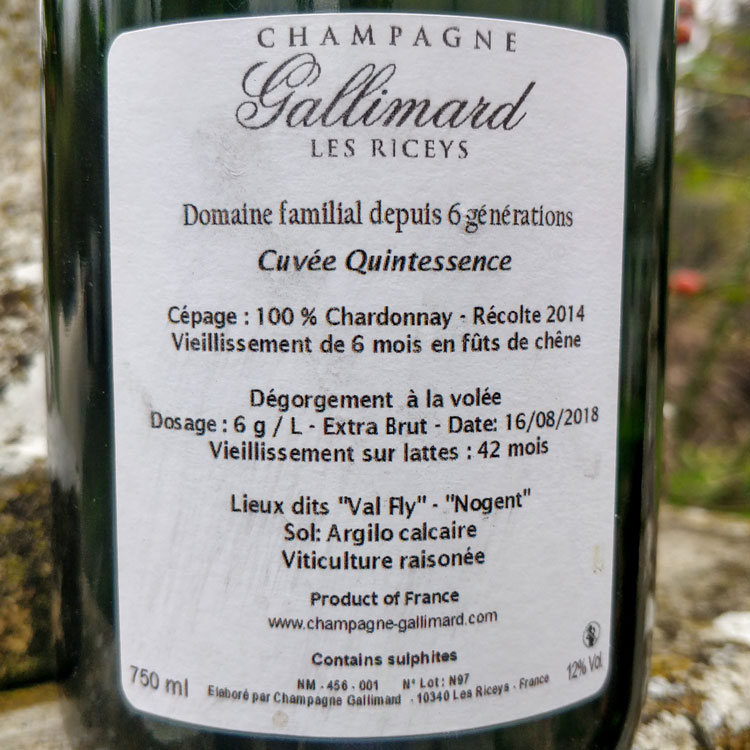 CHAMPAGNE
Gallimard
LES RICEYS
Domaine familial depuis 6 générations
Cuvée Quintessence
Cépage : 100 % Chardonnay - Récolte 2014
Vieillissement de 6 mois en fûts de chêne
Dégorgement à la volée
Dosage : 6 g / L - Extra Brut - Date: 16/08/2018
Vieillissement sur lattes : 42 mois
Lieux dits "Val Fly" - "Nogent"
Sol: Argilo calcaire
Viticulture raisonée
Product of France
www.champagne-gallimard.com
Contains sulphites
750 ml
NM - 456 - 001 N° Lot : N97
12% Vol
Elaboré par Champagne Gallimard - 10340 Les Riceys - France